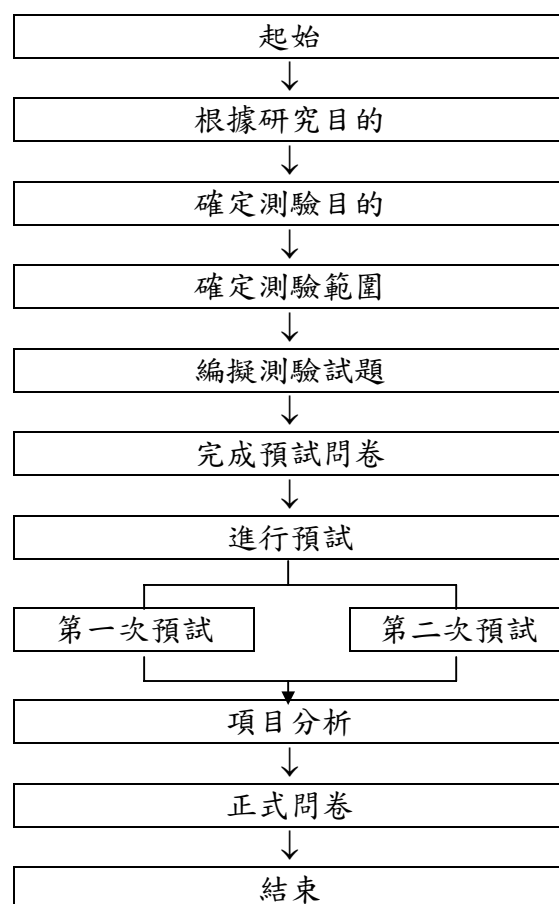 起始
↓
根據研究目的
↓
確定測驗目的
↓
確定測驗範圍
↓
編擬測驗試題
↓
完成預試問卷
↓
進行預試
第一次預試 第二次預試
項目分析
↓
正式問卷
↓
結束